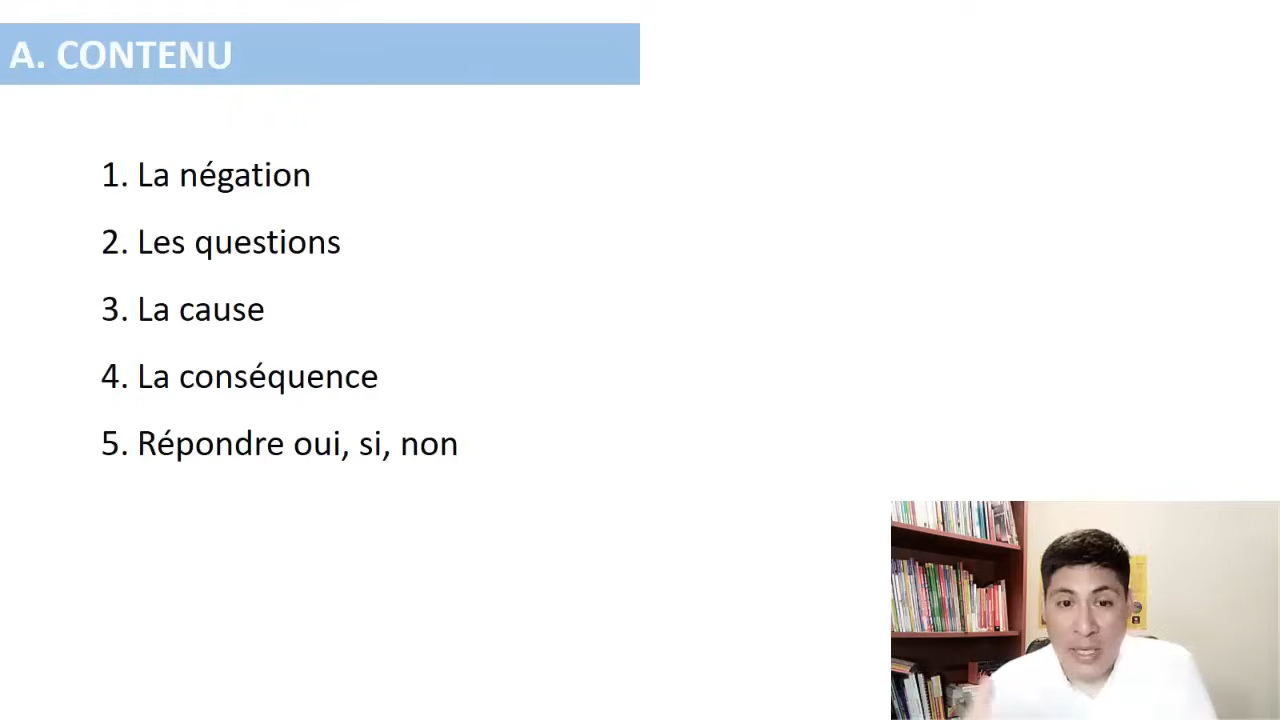 A. CONTENU
1. La négation
2. Les questions
3. La cause
4. La conséquence
5. Répondre oui, si, non